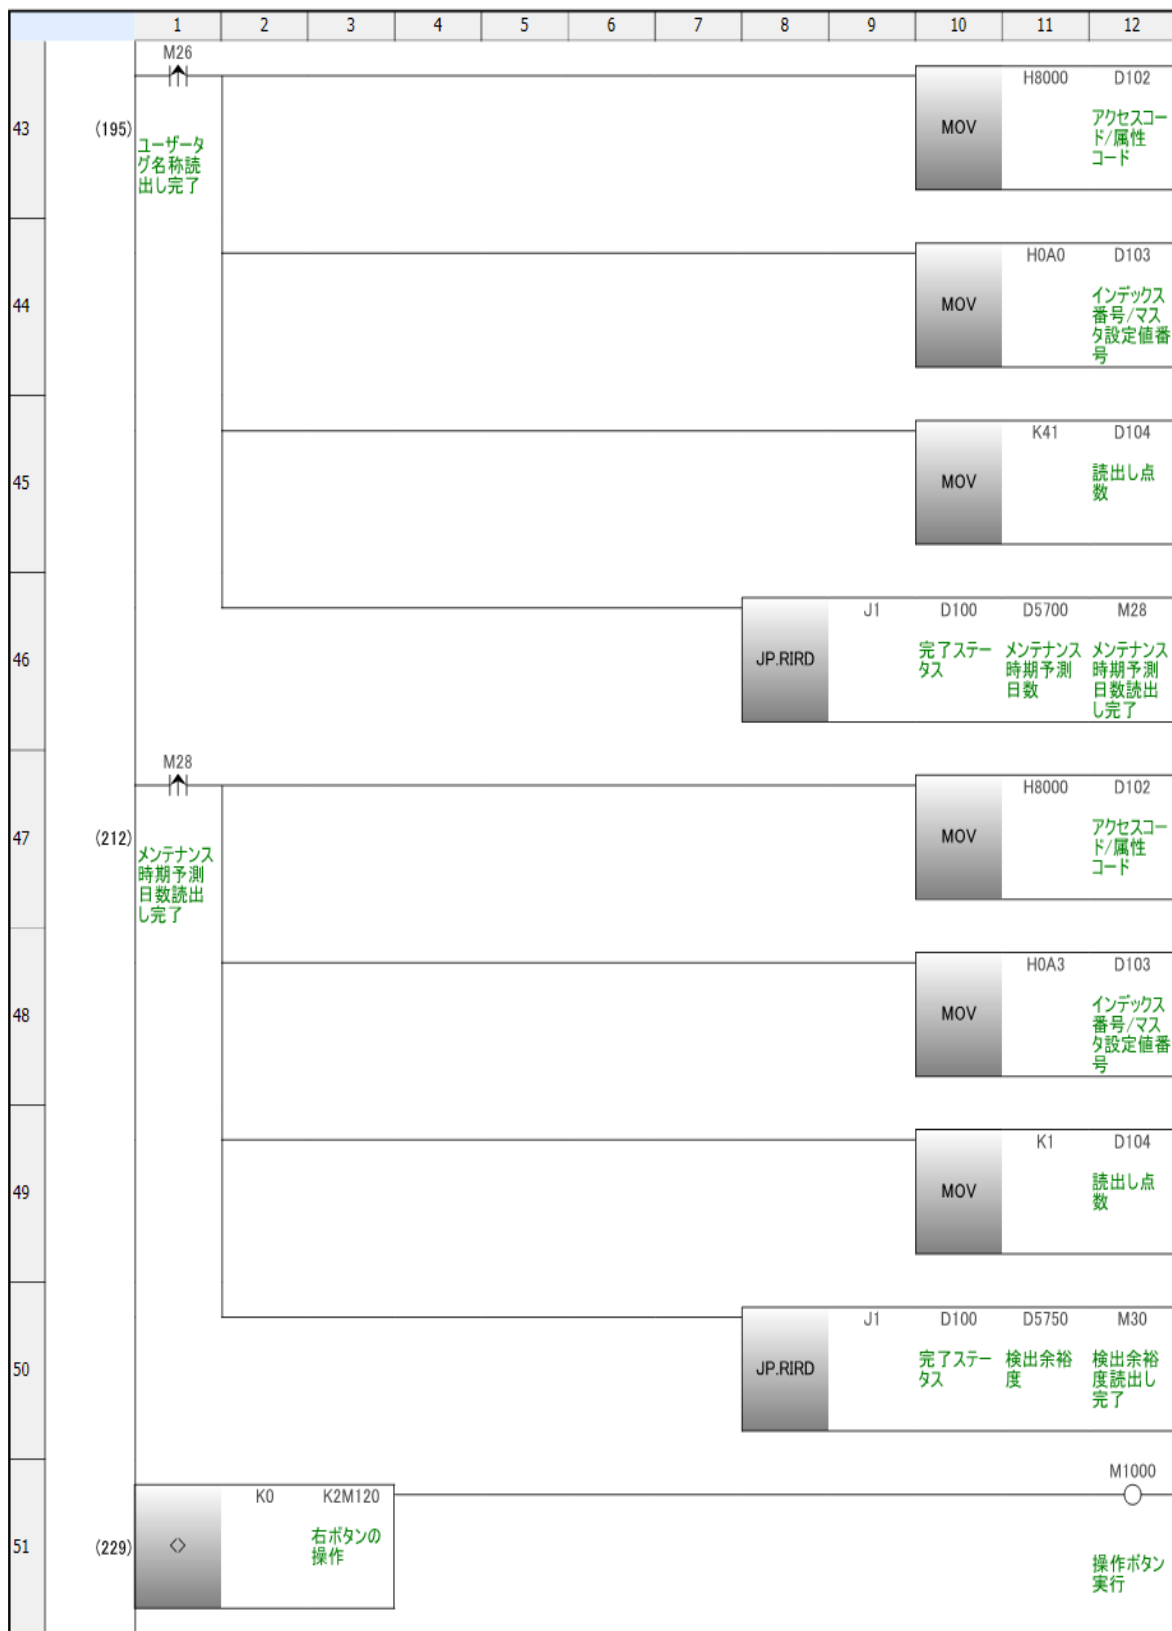 1 2 3 4 5 6 7 8 9 10 11 12
M26
H8000 D102
43 (195) MOV
ユーザータ
グ名称読
出し完了
アクセスコー
ド/属性
コード
H0A0 D103
44 MOV
インデックス
番号/マス
タ設定値番
号
K41 D104
45 MOV
読出し点
数
J1 D100 D5700 M28
46 JP.RIRD
完了ステー
タス
メンテナンス
時期予測
日数
メンテナンス
時期予測
日数読出
し完了
M28
H8000 D102
47 (212) MOV
メンテナンス
時期予測
日数読出
し完了
アクセスコー
ド/属性
コード
H0A3 D103
48 MOV
インデックス
番号/マス
タ設定値番
号
K1 D104
49 MOV
読出し点
数
J1 D100 D5750 M30
50 JP.RIRD
完了ステー
タス
検出余裕
度
検出余裕
度読出し
完了
M1000
K0 K2M120
51 (229) <>
右ボタンの
操作
操作ボタン
実行